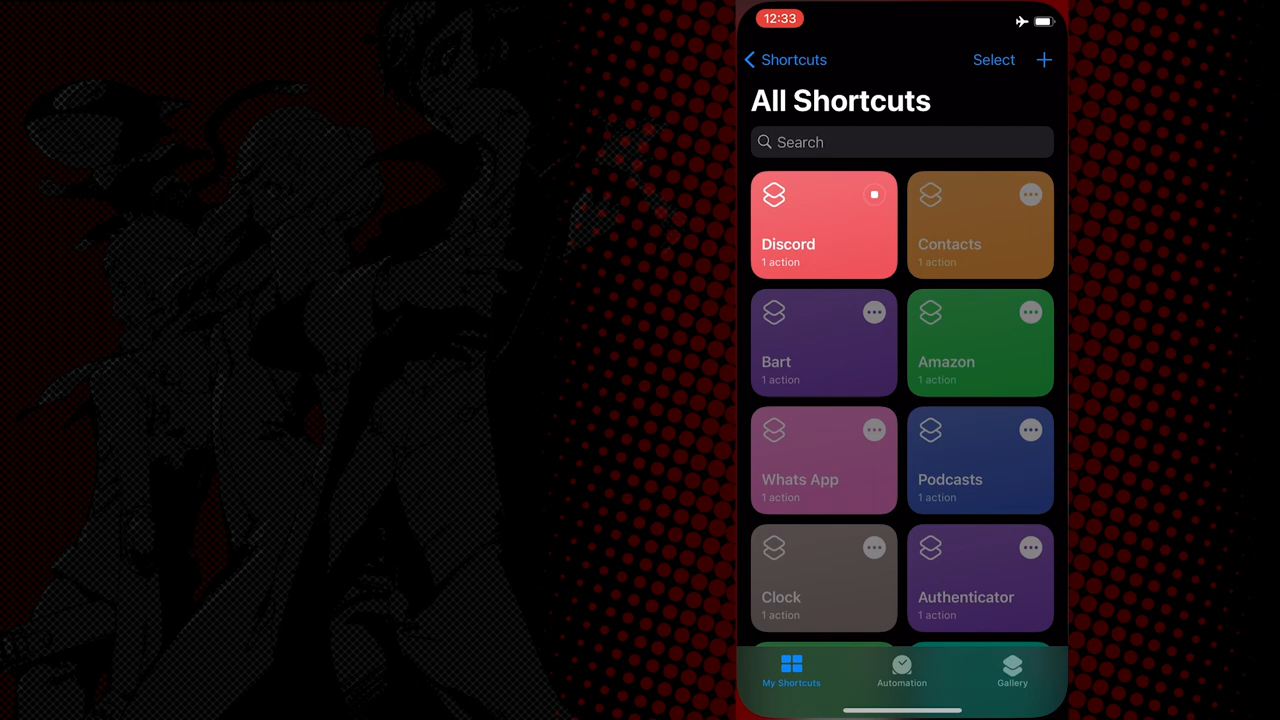 12:33
Shortcuts
Select
All Shortcuts
Search
Discord
1 action
Contacts
1 action
Bart
1 action
Amazon
1 action
Whats App
1 action
Podcasts
1 action
Clock
1 action
Authenticator
1 action
My Shortcuts
Automation
Gallery